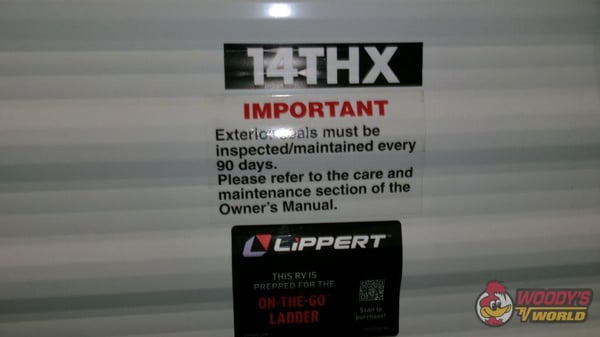 14THX
IMPORTANT
Exterior seals must be
inspected/maintained every
90 days.
Please refer to the care and
maintenance section of the
Owner's Manual.
LiPPERT
THIS RV IS
PREPPED FOR THE
ON-THE-GO™
LADDER
Scan to
purchase!
WOODY'S
RV WORLD